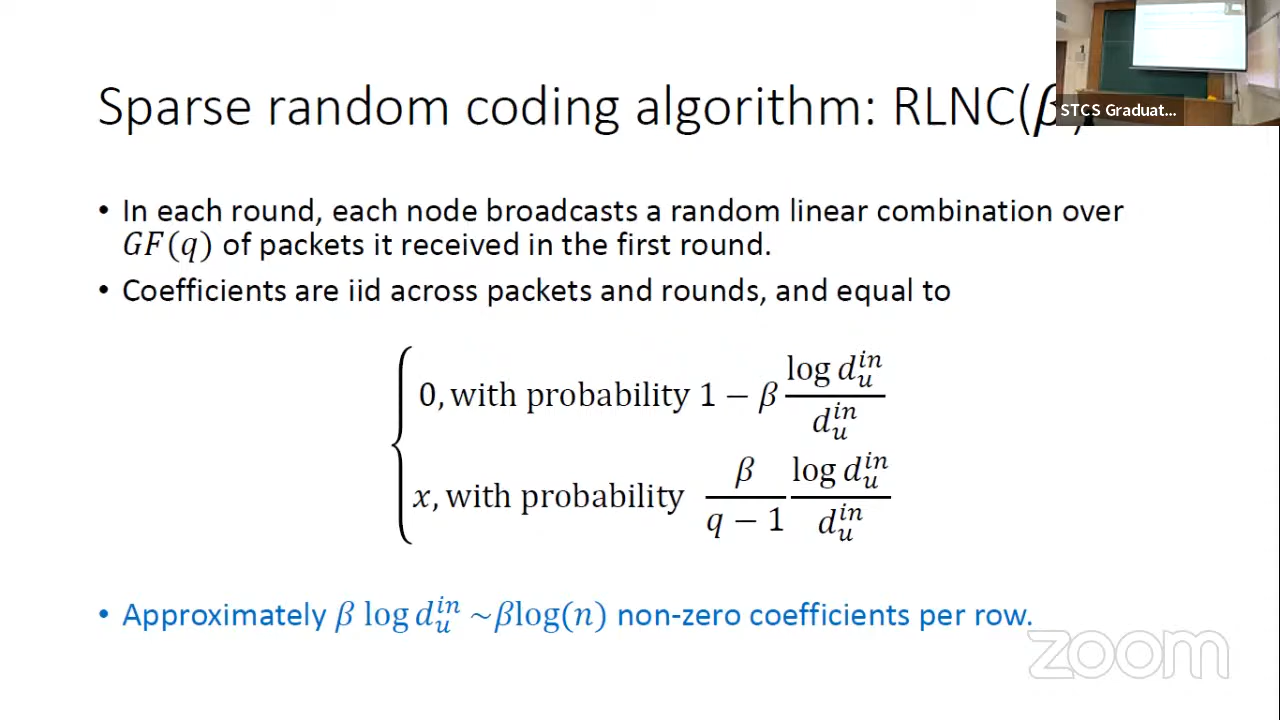 Sparse random coding algorithm: RLNC(β)
STCS Graduat...
• In each round, each node broadcasts a random linear combination over
GF(q) of packets it received in the first round.
• Coefficients are iid across packets and rounds, and equal to
0, with probability 1 − β log d_u^in / d_u^in
x, with probability β / (q − 1) log d_u^in / d_u^in
• Approximately β log d_u^in ~βlog(n) non-zero coefficients per row.
zoom